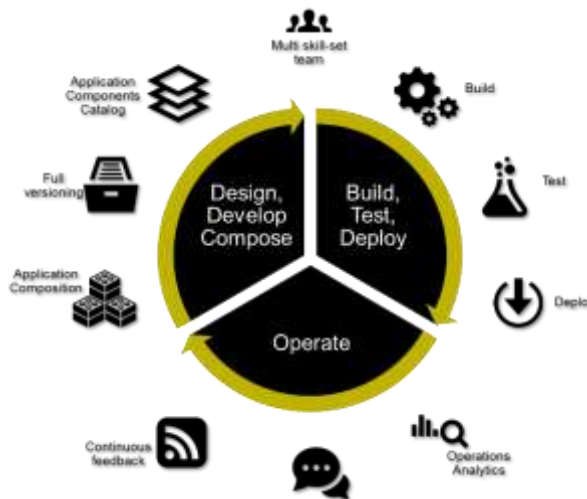 Multi skill-set
team
Application
Components
Catalog
Build
Full
versioning
Design,
Develop
Compose
Build,
Test,
Deploy
Test
Application
Composition
Deplo
Operate
Continuous
feedback
Operations
Analytics